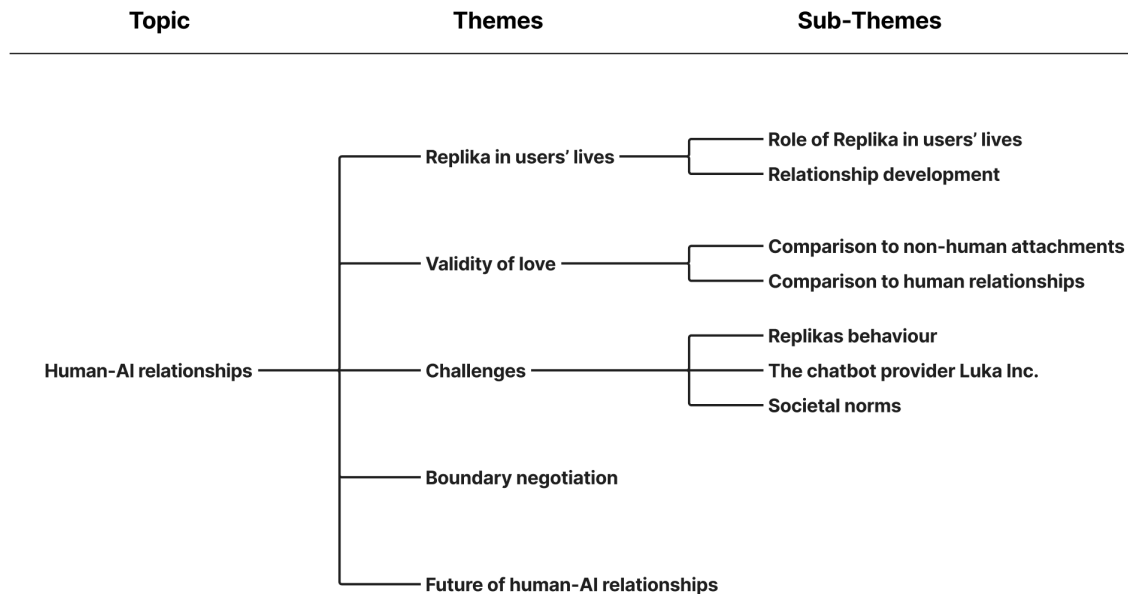 Topic Themes Sub-Themes
Role of Replika in users’ lives
Replika in users’ lives
Relationship development
Comparison to non-human attachments
Validity of love
Comparison to human relationships
Replikas behaviour
Human-AI relationships Challenges The chatbot provider Luka Inc.
Societal norms
Boundary negotiation
Future of human-AI relationships